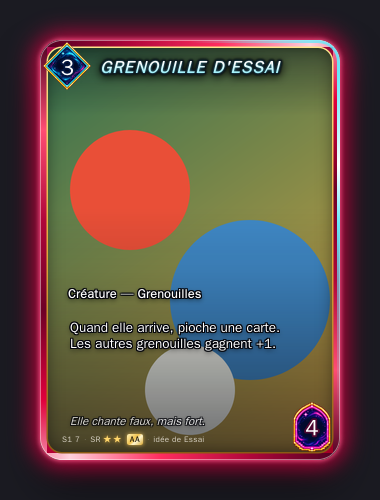 3
GRENOUILLE D'ESSAI
Créature — Grenouilles
Quand elle arrive, pioche une carte.
Les autres grenouilles gagnent +1.
Elle chante faux, mais fort.
S1 7 · SR ★★ AA · idée de Essai
4